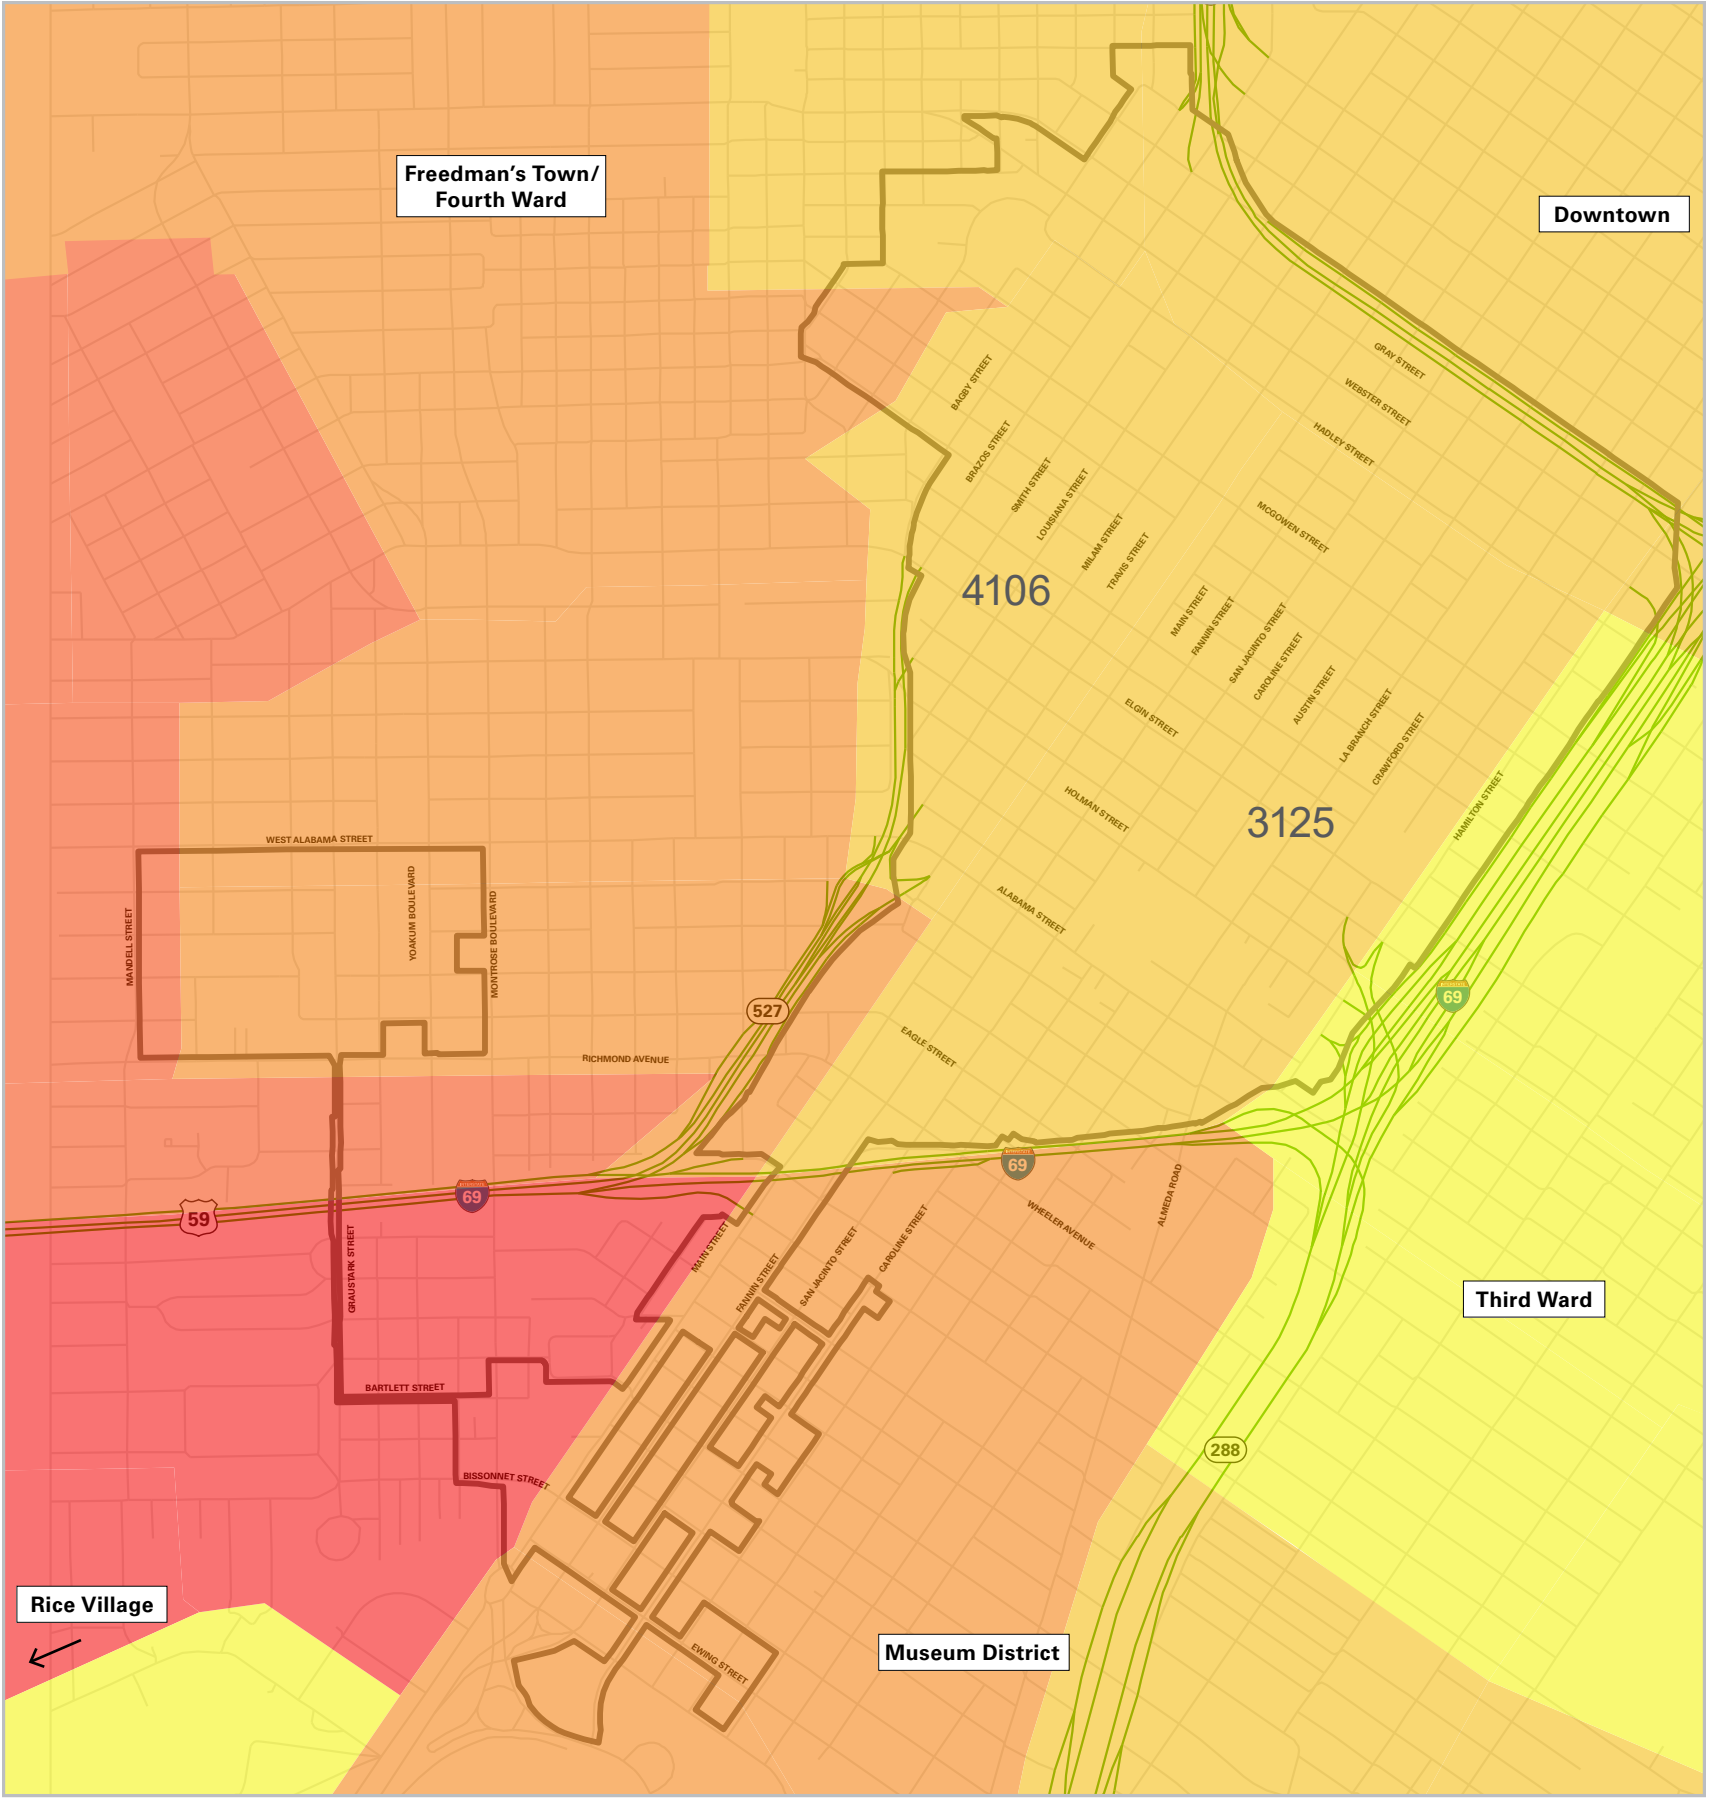 Freedman's Town/
Fourth Ward
Downtown
GRAY STREET
WEBSTER STREET
BAGBY STREET
HADLEY STREET
BRAZOS STREET
SMITH STREET
LOUISIANA STREET
MCGOWEN STREET
MILAM STREET
TRAVIS STREET
4106
MAIN STREET
FANNIN STREET
SAN JACINTO STREET
CAROLINE STREET
AUSTIN STREET
LA BRANCH STREET
CRAWFORD STREET
ELGIN STREET
HOLMAN STREET
3125
HAMILTON STREET
WEST ALABAMA STREET
YOAKUM BOULEVARD
MANDELL STREET
MONTROSE BOULEVARD
ALABAMA STREET
69
527
EAGLE STREET
RICHMOND AVENUE
69
69
59
ALMEDA ROAD
WHEELER AVENUE
GRAUSTARK STREET
MAIN STREET
FANNIN STREET
SAN JACINTO STREET
CAROLINE STREET
Third Ward
BARTLETT STREET
288
BISSONNET STREET
Rice Village
Museum District
EWING STREET